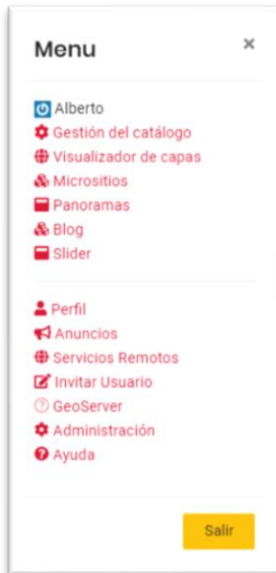 Menu
Alberto
Gestión del catálogo
Visualizador de capas
Micrositios
Panoramas
Blog
Slider
Perfil
Anuncios
Servicios Remotos
Invitar Usuario
GeoServer
Administración
Ayuda
Salir